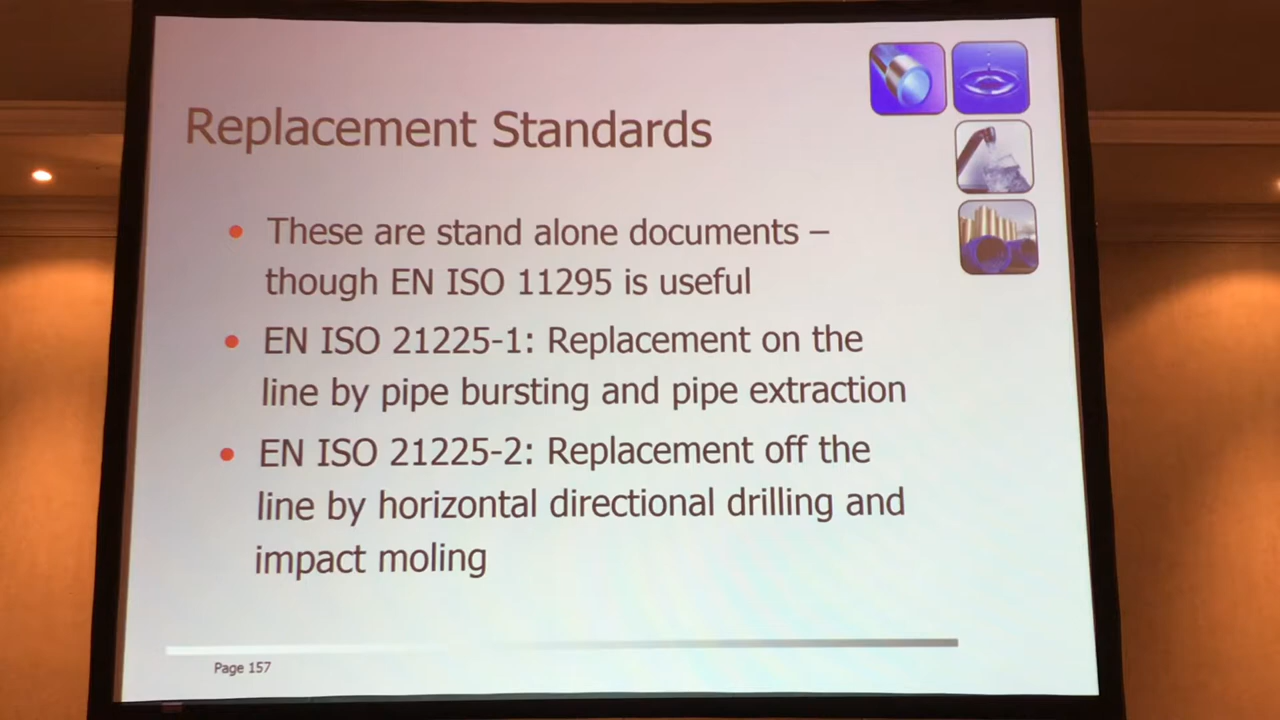 Replacement Standards
• These are stand alone documents –
though EN ISO 11295 is useful
• EN ISO 21225-1: Replacement on the
line by pipe bursting and pipe extraction
• EN ISO 21225-2: Replacement off the
line by horizontal directional drilling and
impact moling
Page 157